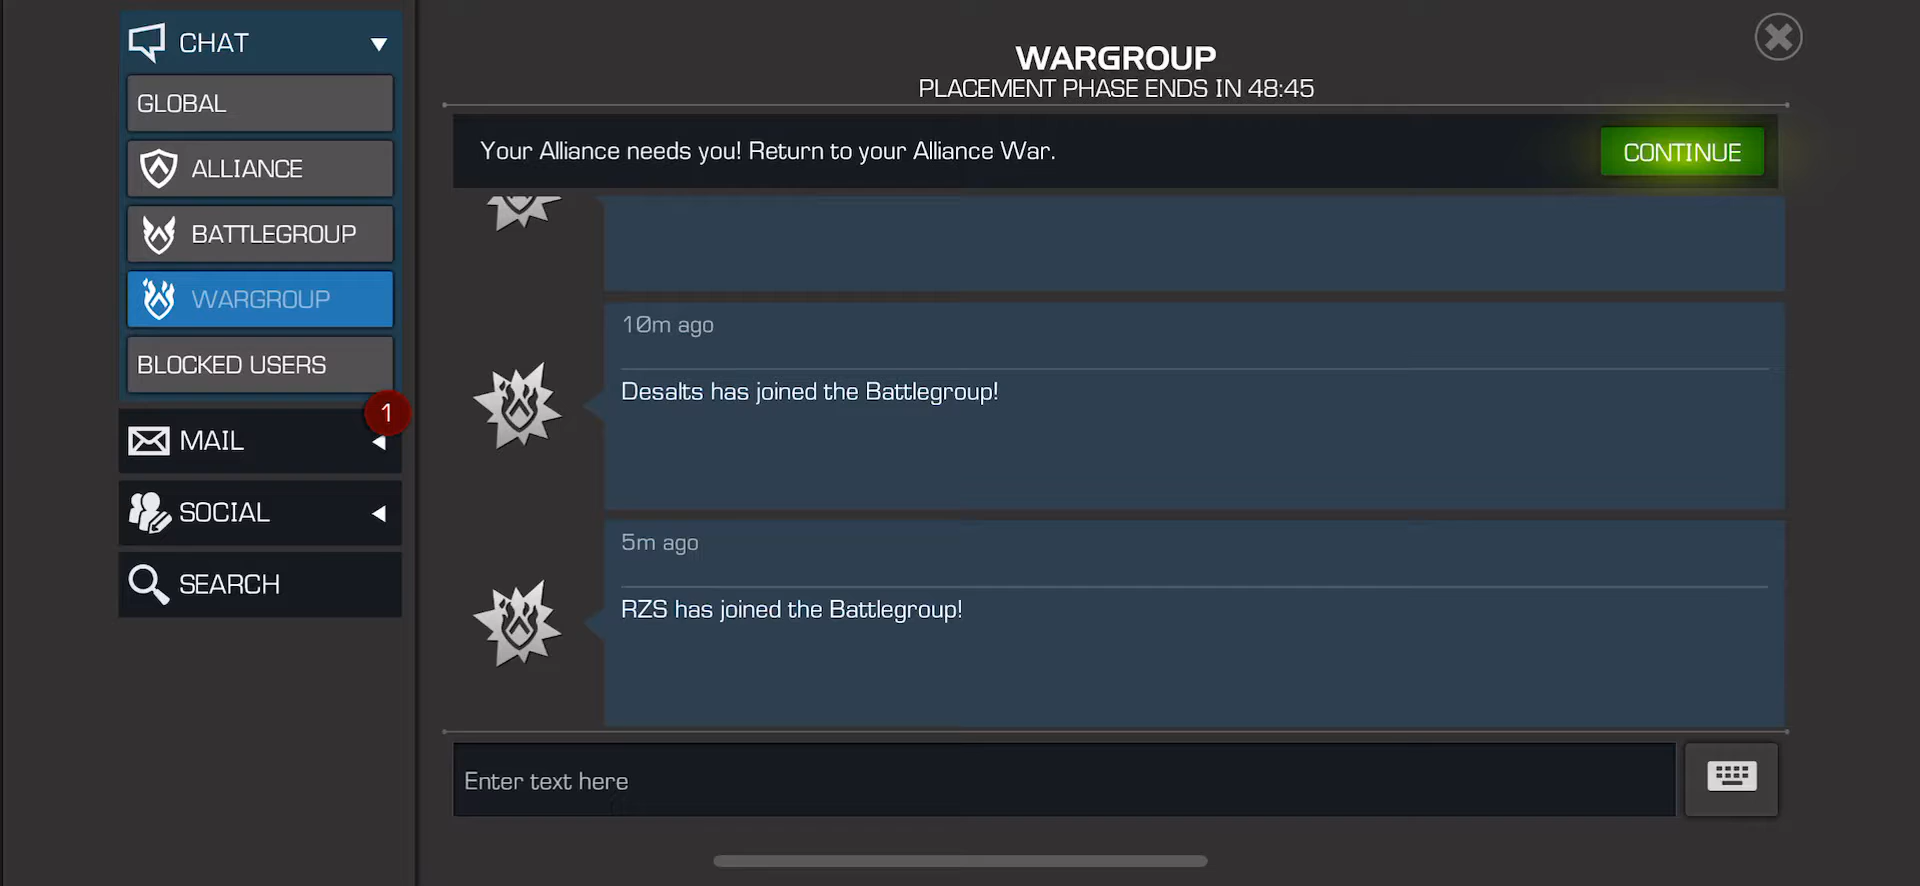 CHAT
GLOBAL
ALLIANCE
BATTLEGROUP
WARGROUP
BLOCKED USERS
1
MAIL
SOCIAL
SEARCH
WARGROUP
PLACEMENT PHASE ENDS IN 48:45
Your Alliance needs you! Return to your Alliance War.
CONTINUE
10m ago
Desalts has joined the Battlegroup!
5m ago
RZS has joined the Battlegroup!
Enter text here